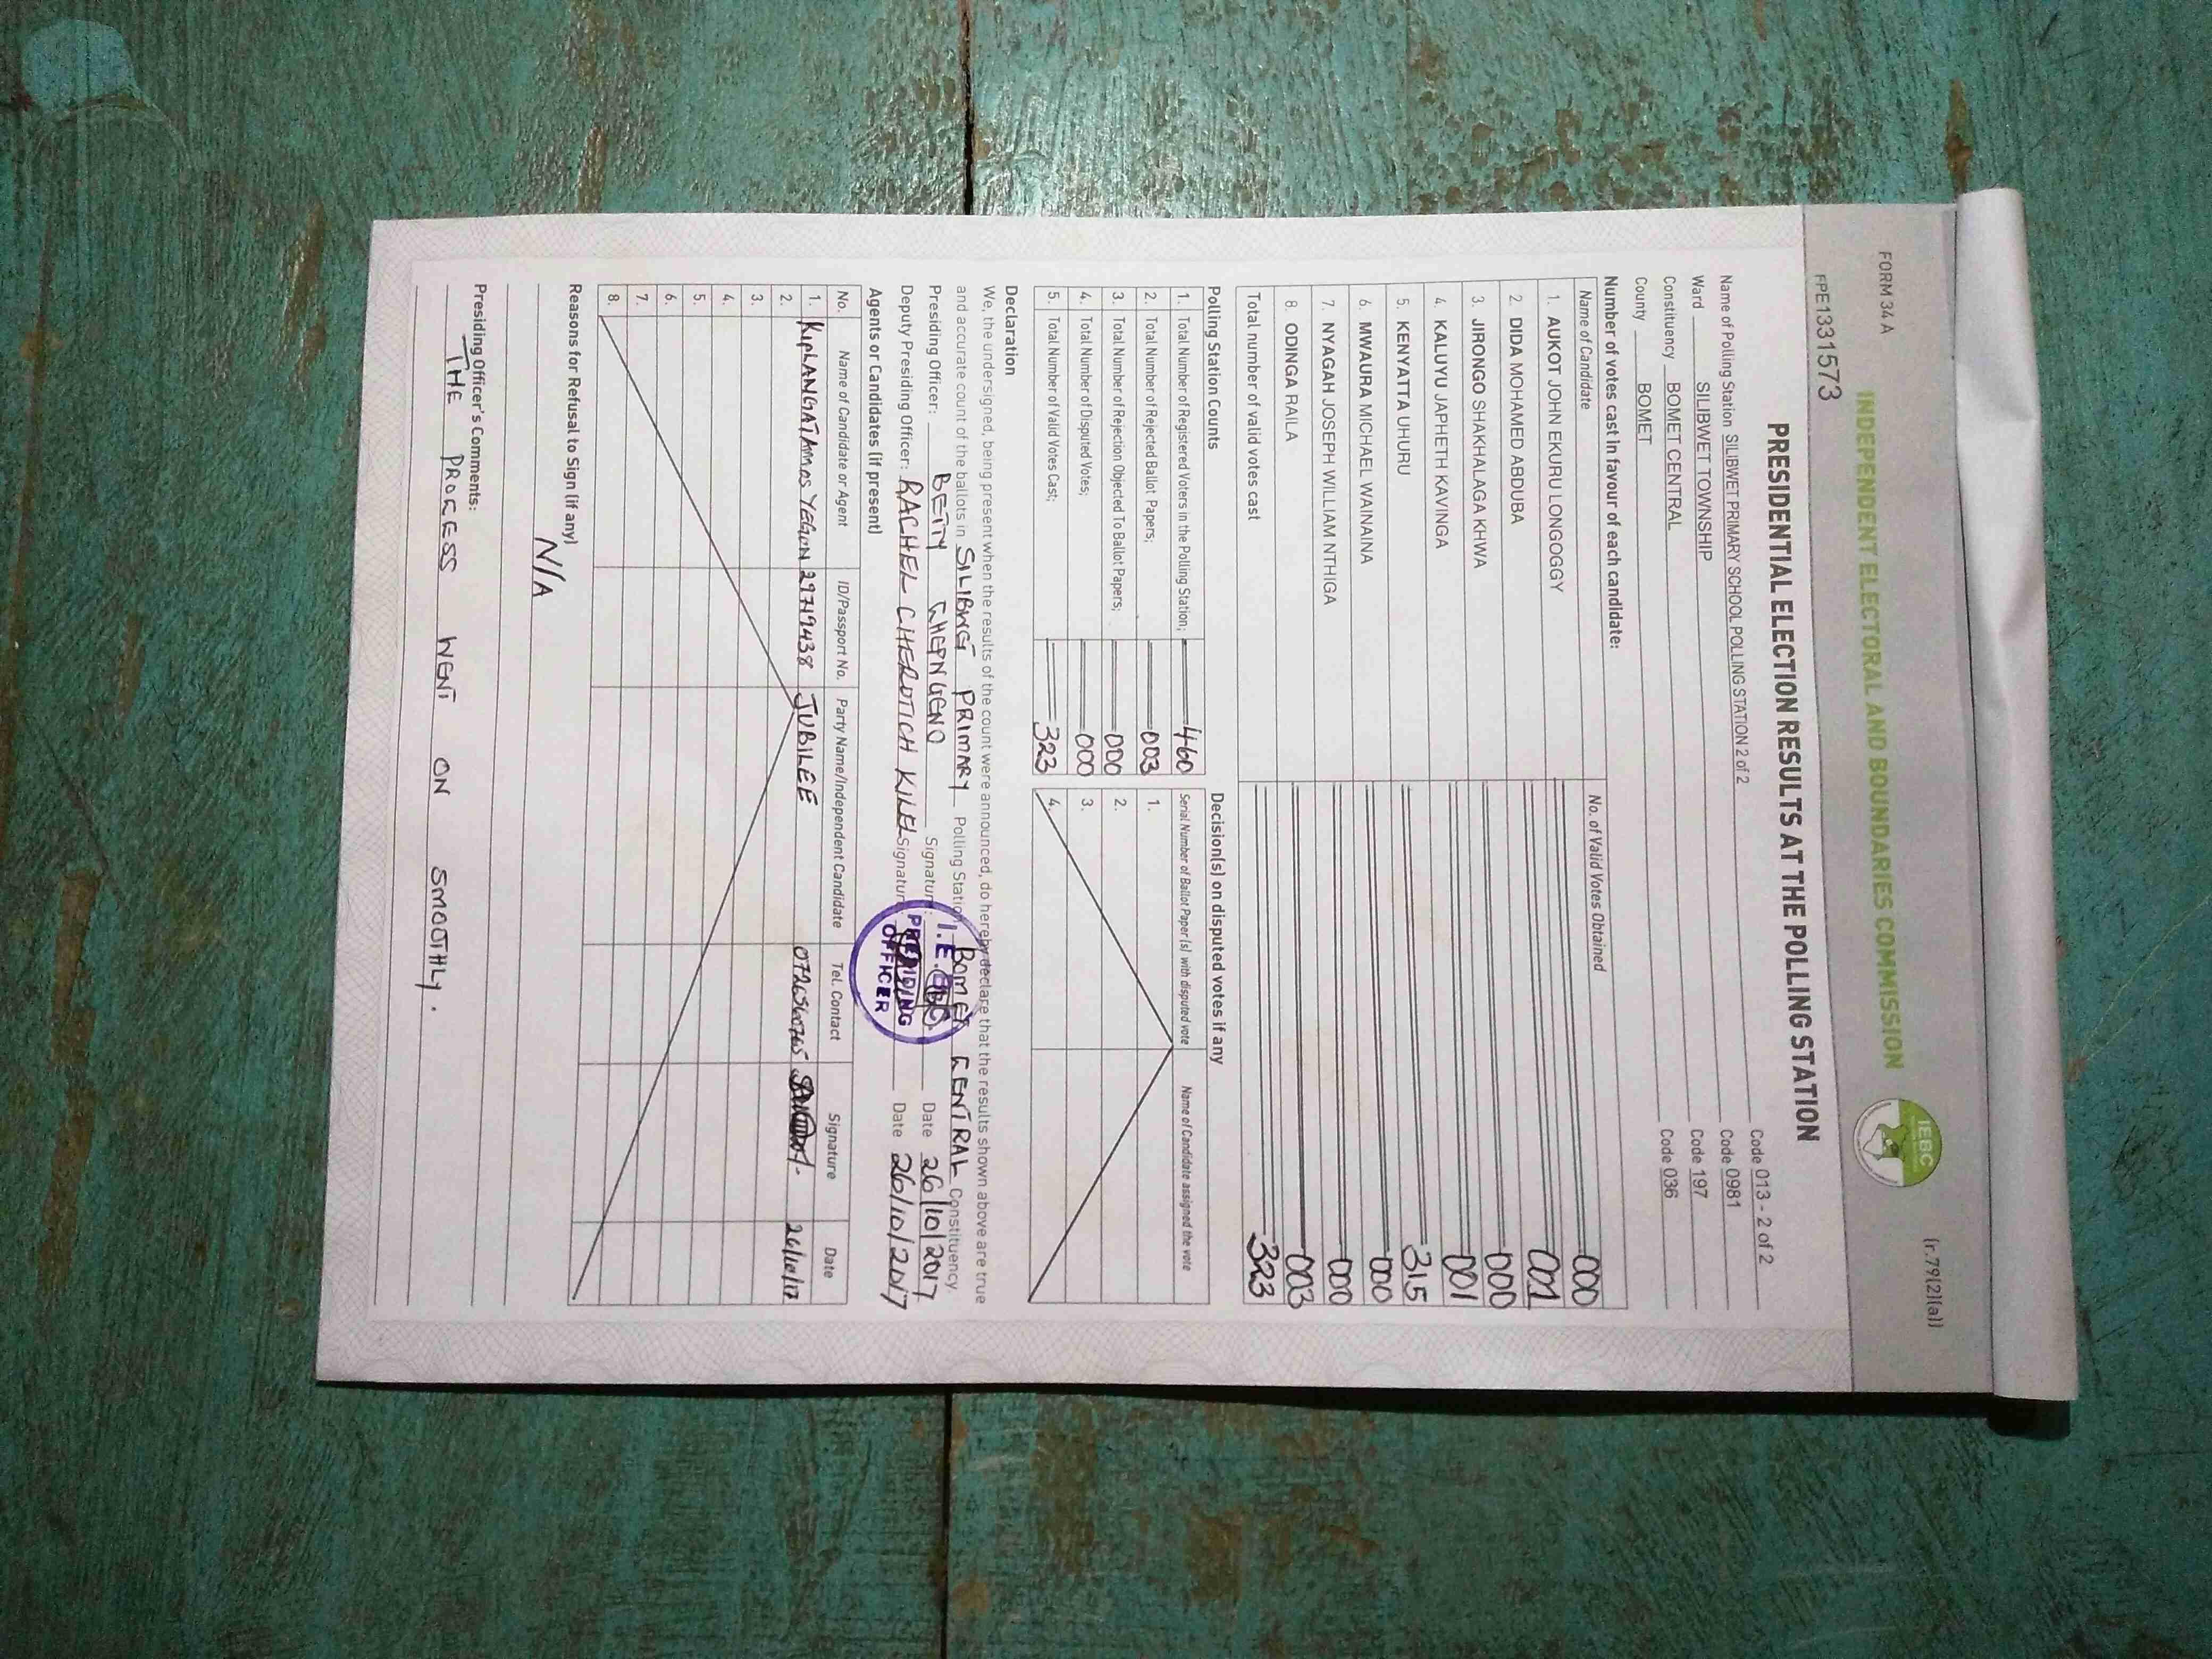 FORM 34 A
(r.79(2)(a))
INDEPENDENT ELECTORAL AND BOUNDARIES COMMISSION
IEBC
PPE1331573
PRESIDENTIAL ELECTION RESULTS AT THE POLLING STATION
Name of Polling Station SILIBWET PRIMARY SCHOOL POLLING STATION 2 of 2 Code 013 - 2 of 2
Ward SILIBWET TOWNSHIP Code 0981
Constituency BOMET CENTRAL Code 197
County BOMET Code 036
Number of votes cast in favour of each candidate:
Name of Candidate No. of Valid Votes Obtained
1. AUKOT JOHN EKURU LONGOGGY 000
2. DIDA MOHAMED ABDUBA 001
3. JIRONGO SHAKHALAGA KHWA 000
4. KALUYU JAPHETH KAVINGA 001
5. KENYATTA UHURU 315
6. MWAURA MICHAEL WAINAINA 000
7. NYAGAH JOSEPH WILLIAM NTHIGA 000
8. ODINGA RAILA 003
Total number of valid votes cast 323
Polling Station Counts
1. Total Number of Registered Voters in the Polling Station; 460
2. Total Number of Rejected Ballot Papers; 003
3. Total Number of Rejection Objected To Ballot Papers; 000
4. Total Number of Disputed Votes; 000
5. Total Number of Valid Votes Cast; 323
Decision(s) on disputed votes if any
Serial Number of Ballot Paper (s) with disputed vote Name of Candidate assigned the vote
1.
2.
3.
4.
Declaration
We, the undersigned, being present when the results of the count were announced, do hereby declare that the results shown above are true
and accurate count of the ballots in SILIBWET PRIMARY Polling Station BOMET CENTRAL Constituency
Presiding Officer: BETTY CHEPNGENO Signature: Date 26/10/2017
Deputy Presiding Officer: RACHEL CHEROTICH Signature Date 26/10/2017
I.E.B.C
PRESIDING
OFFICER
Agents or Candidates (if present)
No. Name of Candidate or Agent ID/Passport No. Party Name/Independent Candidate Tel. Contact Signature Date
1. KIPLANGAT AMOS YEGON 29719438 JUBILEE 26/10/17
2.
3.
4.
5.
6.
7.
8.
Reasons for Refusal to Sign (if any)
N/A
Presiding Officer's Comments:
THE PROCESS WENT ON SMOOTHLY.